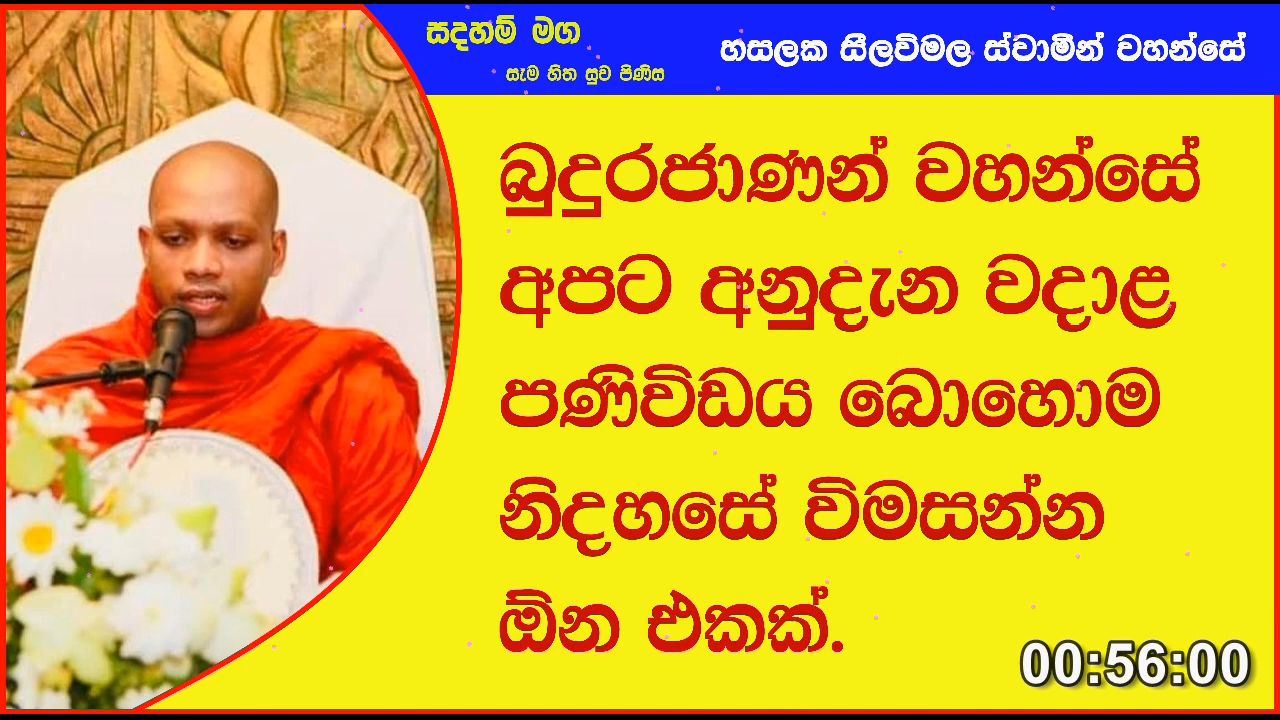 සදහම් මග
සැම හිත සුව පිණිස
හසලක සීලවිමල ස්වාමීන් වහන්සේ
බුදුරජාණන් වහන්සේ
අපට අනුදැන වදාළ
පණිවිඩය බොහොම
නිදහසේ විමසන්න
ඕන එකක්.
00:56:00